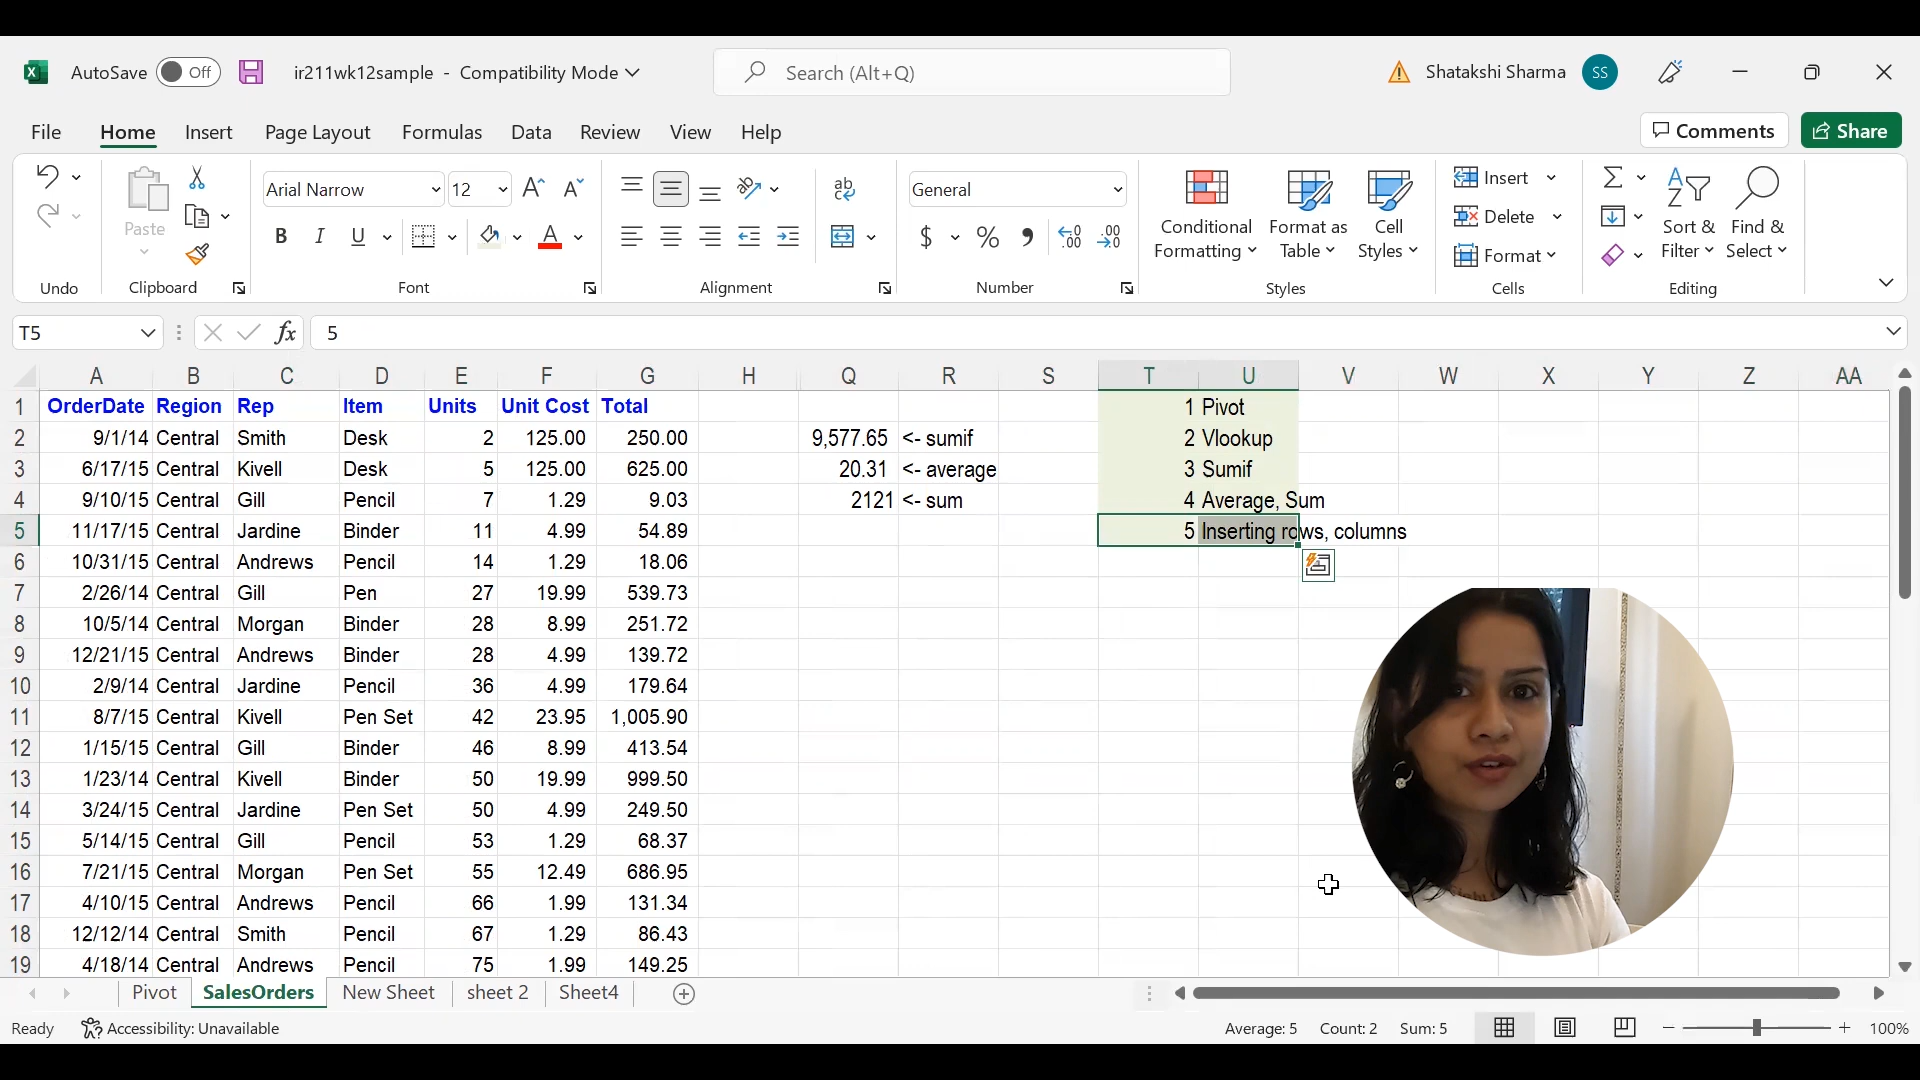 AutoSave Off ir211wk12sample - Compatibility Mode Search (Alt+Q) Shatakshi Sharma SS
File Home Insert Page Layout Formulas Data Review View Help Comments Share
Arial Narrow 12 General
Paste Conditional Formatting Format as Table Cell Styles Insert Delete Format Sort & Filter Find & Select
Undo Clipboard Font Alignment Number Styles Cells Editing
T5 fx 5
A B C D E F G H Q R S T U V W X Y Z AA
1 OrderDate Region Rep Item Units Unit Cost Total 1 Pivot
2 9/1/14 Central Smith Desk 2 125.00 250.00 9,577.65 <- sumif 2 Vlookup
3 6/17/15 Central Kivell Desk 5 125.00 625.00 20.31 <- average 3 Sumif
4 9/10/15 Central Gill Pencil 7 1.29 9.03 2121 <- sum 4 Average, Sum
5 11/17/15 Central Jardine Binder 11 4.99 54.89 5 Inserting rows, columns
6 10/31/15 Central Andrews Pencil 14 1.29 18.06
7 2/26/14 Central Gill Pen 27 19.99 539.73
8 10/5/14 Central Morgan Binder 28 8.99 251.72
9 12/21/15 Central Andrews Binder 28 4.99 139.72
10 2/9/14 Central Jardine Pencil 36 4.99 179.64
11 8/7/15 Central Kivell Pen Set 42 23.95 1,005.90
12 1/15/15 Central Gill Binder 46 8.99 413.54
13 1/23/14 Central Kivell Binder 50 19.99 999.50
14 3/24/15 Central Jardine Pen Set 50 4.99 249.50
15 5/14/15 Central Gill Pencil 53 1.29 68.37
16 7/21/15 Central Morgan Pen Set 55 12.49 686.95
17 4/10/15 Central Andrews Pencil 66 1.99 131.34
18 12/12/14 Central Smith Pencil 67 1.29 86.43
19 4/18/14 Central Andrews Pencil 75 1.99 149.25
Pivot SalesOrders New Sheet sheet 2 Sheet4
Ready Accessibility: Unavailable Average: 5 Count: 2 Sum: 5 100%